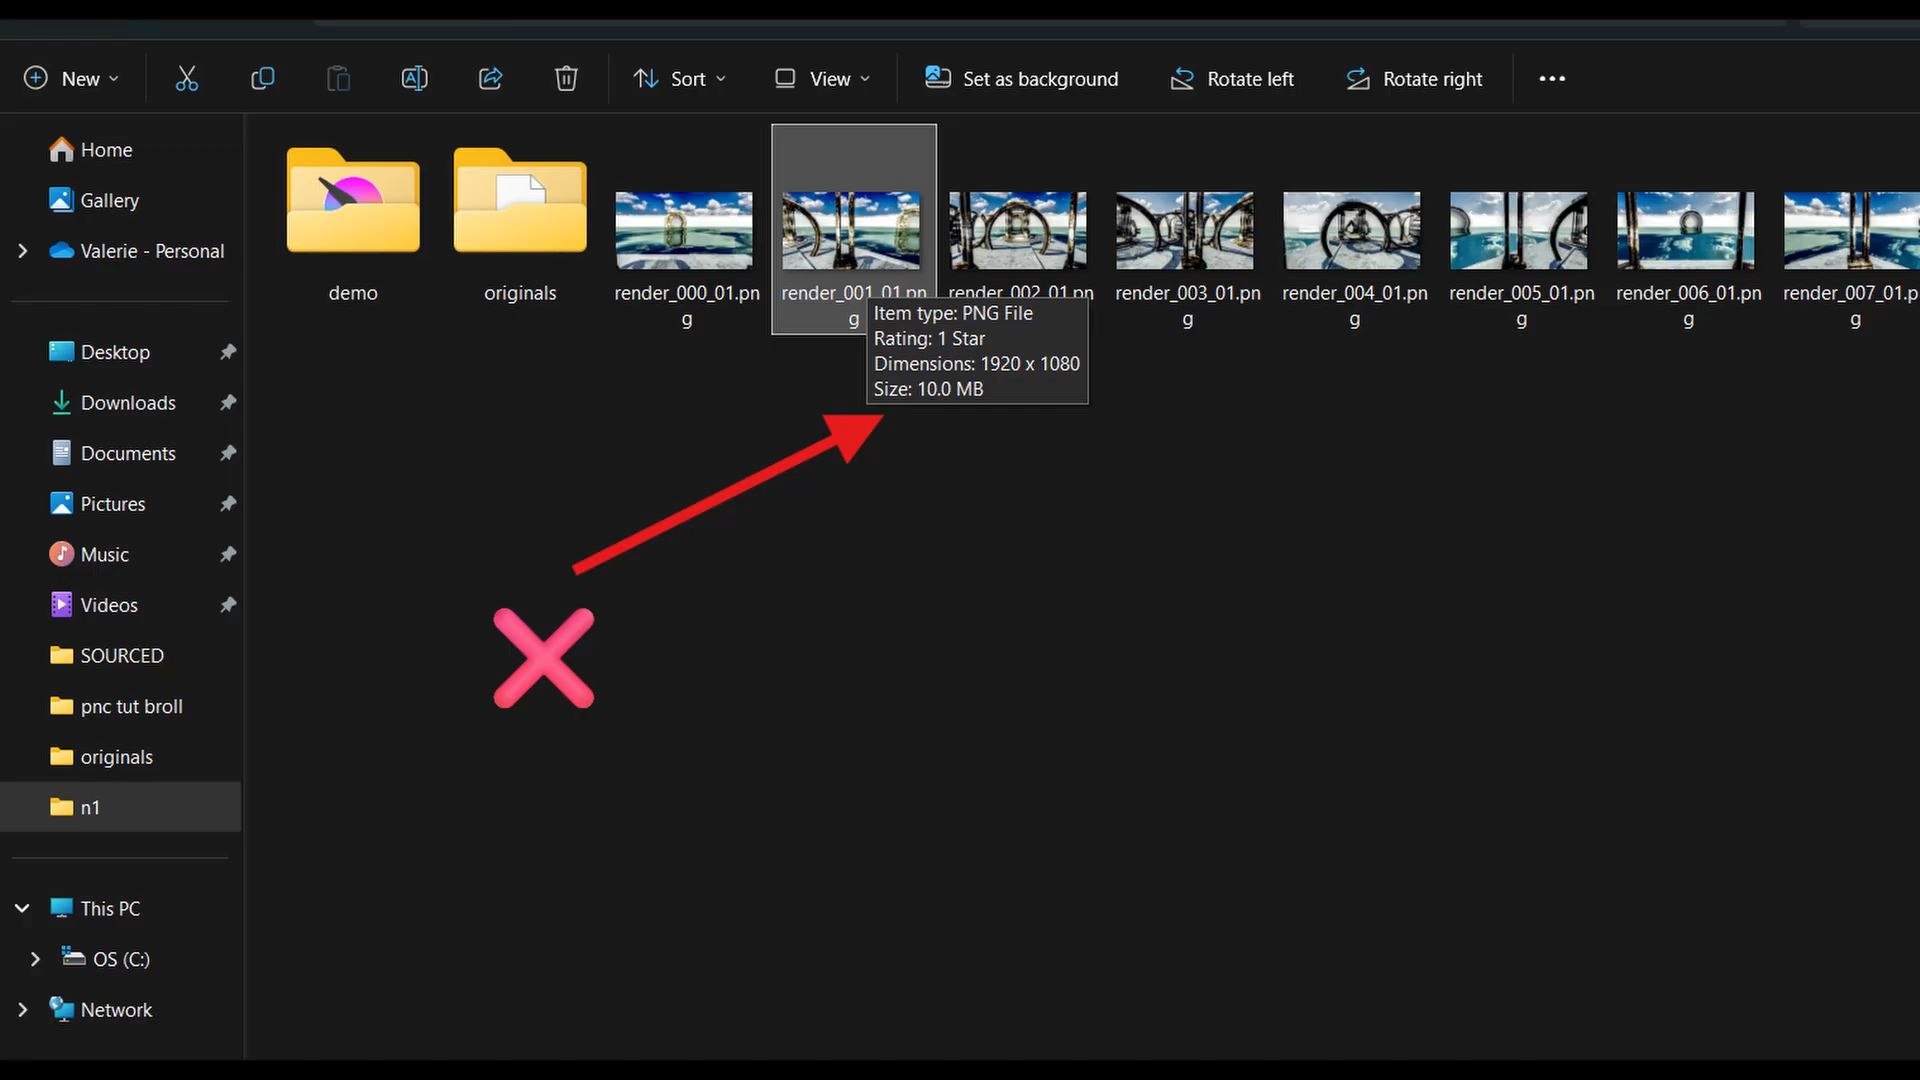 New
Sort
View
Set as background
Rotate left
Rotate right
Home
Gallery
Valerie - Personal
Desktop
Downloads
Documents
Pictures
Music
Videos
SOURCED
pnc tut broll
originals
n1
This PC
OS (C:)
Network
demo
originals
render_000_01.pn
g
render_001_01.pn
g
render_002_01.pn
render_003_01.pn
g
render_004_01.pn
g
render_005_01.pn
g
render_006_01.pn
g
render_007_01.p
g
Item type: PNG File
Rating: 1 Star
Dimensions: 1920 x 1080
Size: 10.0 MB